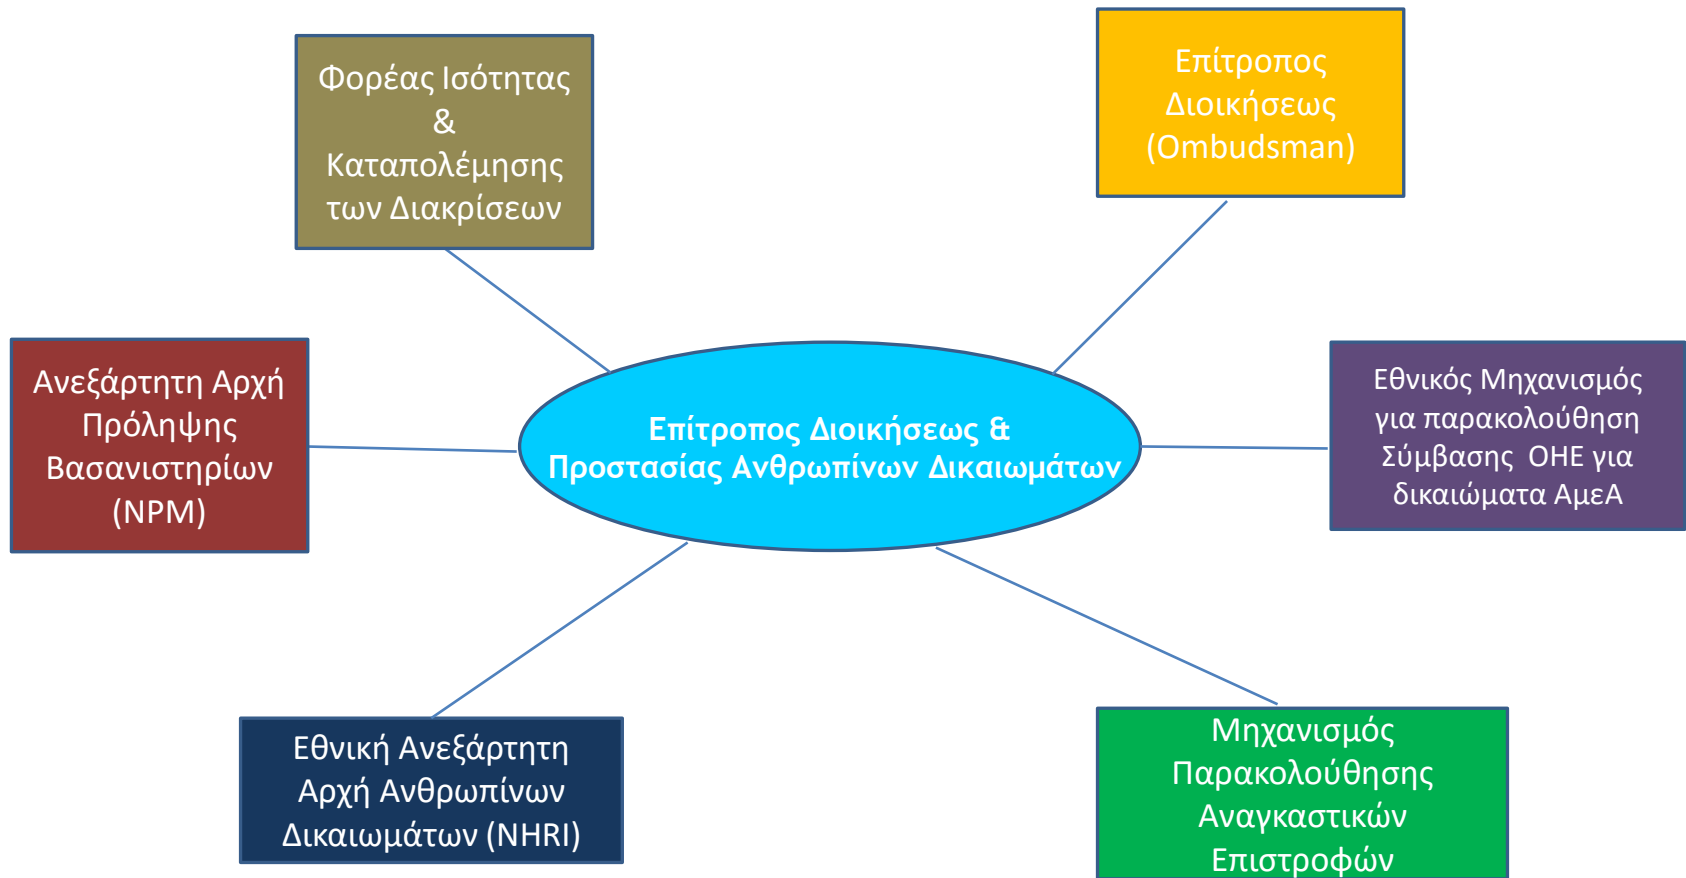 Φορέας Ισότητας
&
Καταπολέμησης
των Διακρίσεων
Επίτροπος
Διοικήσεως
(Ombudsman)
Ανεξάρτητη Αρχή
Πρόληψης
Βασανιστηρίων
(NPM)
Επίτροπος Διοικήσεως &
Προστασίας Ανθρωπίνων Δικαιωμάτων
Εθνικός Μηχανισμός
για παρακολούθηση
Σύμβασης ΟΗΕ για
δικαιώματα ΑμεΑ
Εθνική Ανεξάρτητη
Αρχή Ανθρωπίνων
Δικαιωμάτων (NHRI)
Μηχανισμός
Παρακολούθησης
Αναγκαστικών
Επιστροφών